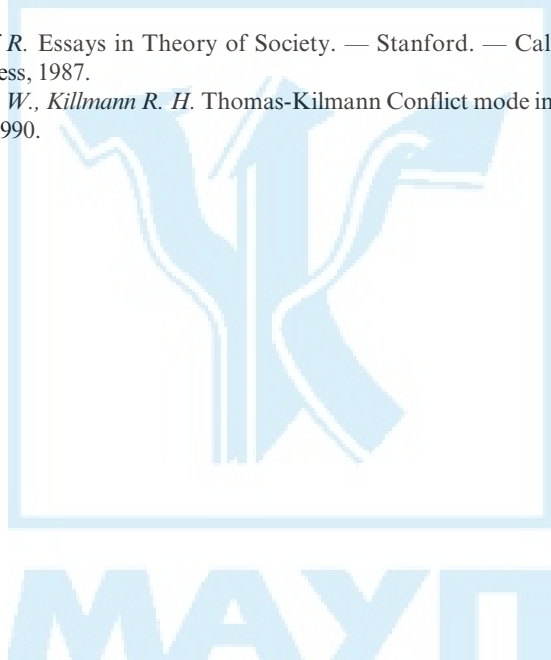 R. Essays in Theory of Society. — Stanford. — Cal
ess, 1987.
W., Killmann R. H. Thomas-Kilmann Conflict mode in
990.
МАУП